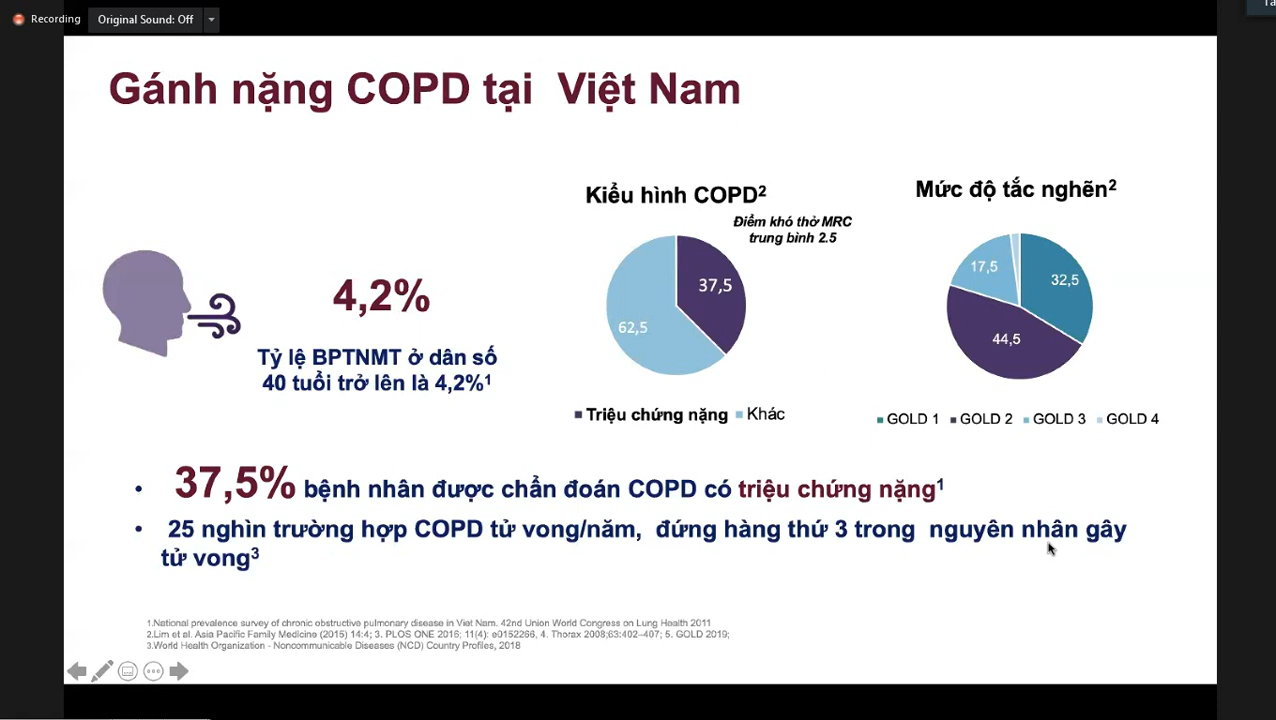 Recording
Original Sound: Off
Gánh nặng COPD tại Việt Nam
4,2%
Tỷ lệ BPTNMT ở dân số
40 tuổi trở lên là 4,2%¹
Kiểu hình COPD²
Điểm khó thở MRC
trung bình 2.5
37,5
62,5
Triệu chứng nặng Khác
Mức độ tắc nghẽn²
17,5
32,5
44,5
GOLD 1 GOLD 2 GOLD 3 GOLD 4
• 37,5% bệnh nhân được chẩn đoán COPD có triệu chứng nặng¹
• 25 nghìn trường hợp COPD tử vong/năm, đứng hàng thứ 3 trong nguyên nhân gây
tử vong³
1.National prevalence survey of chronic obstructive pulmonary disease in Viet Nam. 42nd Union World Congress on Lung Health 2011
2.Lim et al. Asia Pacific Family Medicine (2015) 14:4; 3. PLOS ONE 2016; 11(4): e0152266, 4. Thorax 2008;63:402–407; 5. GOLD 2019;
3.World Health Organization - Noncommunicable Diseases (NCD) Country Profiles, 2018